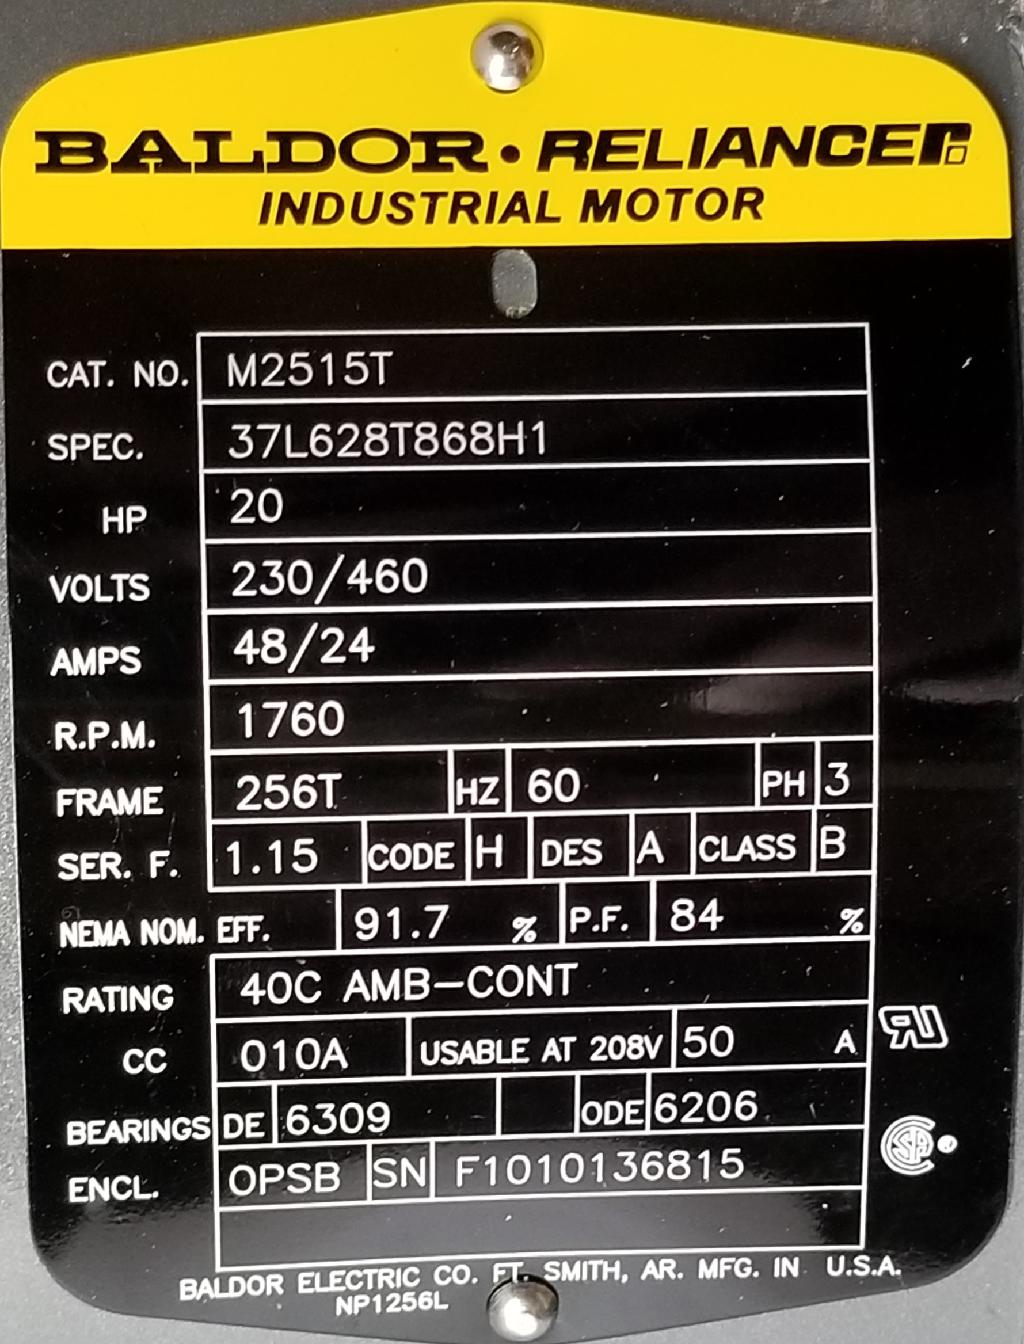 BALDOR • RELIANCE
INDUSTRIAL MOTOR
CAT. NO. M2515T
SPEC. 37L628T868H1
HP 20
VOLTS 230/460
AMPS 48/24
R.P.M. 1760
FRAME 256T HZ 60 PH 3
SER. F. 1.15 CODE H DES A CLASS B
NEMA NOM. EFF. 91.7 % P.F. 84 %
RATING 40C AMB-CONT
CC 010A USABLE AT 208V 50 A
BEARINGS DE 6309 ODE 6206
ENCL. OPSB SN F1010136815
BALDOR ELECTRIC CO. FT. SMITH, AR. MFG. IN U.S.A.
NP1256L